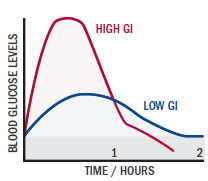 HIGH GI
LOW GI
BLOOD GLUCOSE LEVELS
1
2
TIME / HOURS